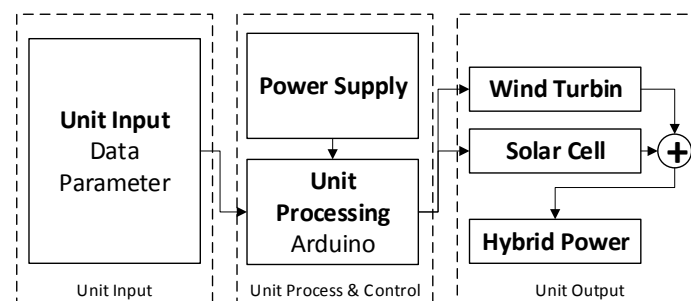 Unit Input
Data
Parameter
Unit Input
Power Supply
Unit
Processing
Arduino
Unit Process & Control
Wind Turbin
Solar Cell
+
Hybrid Power
Unit Output